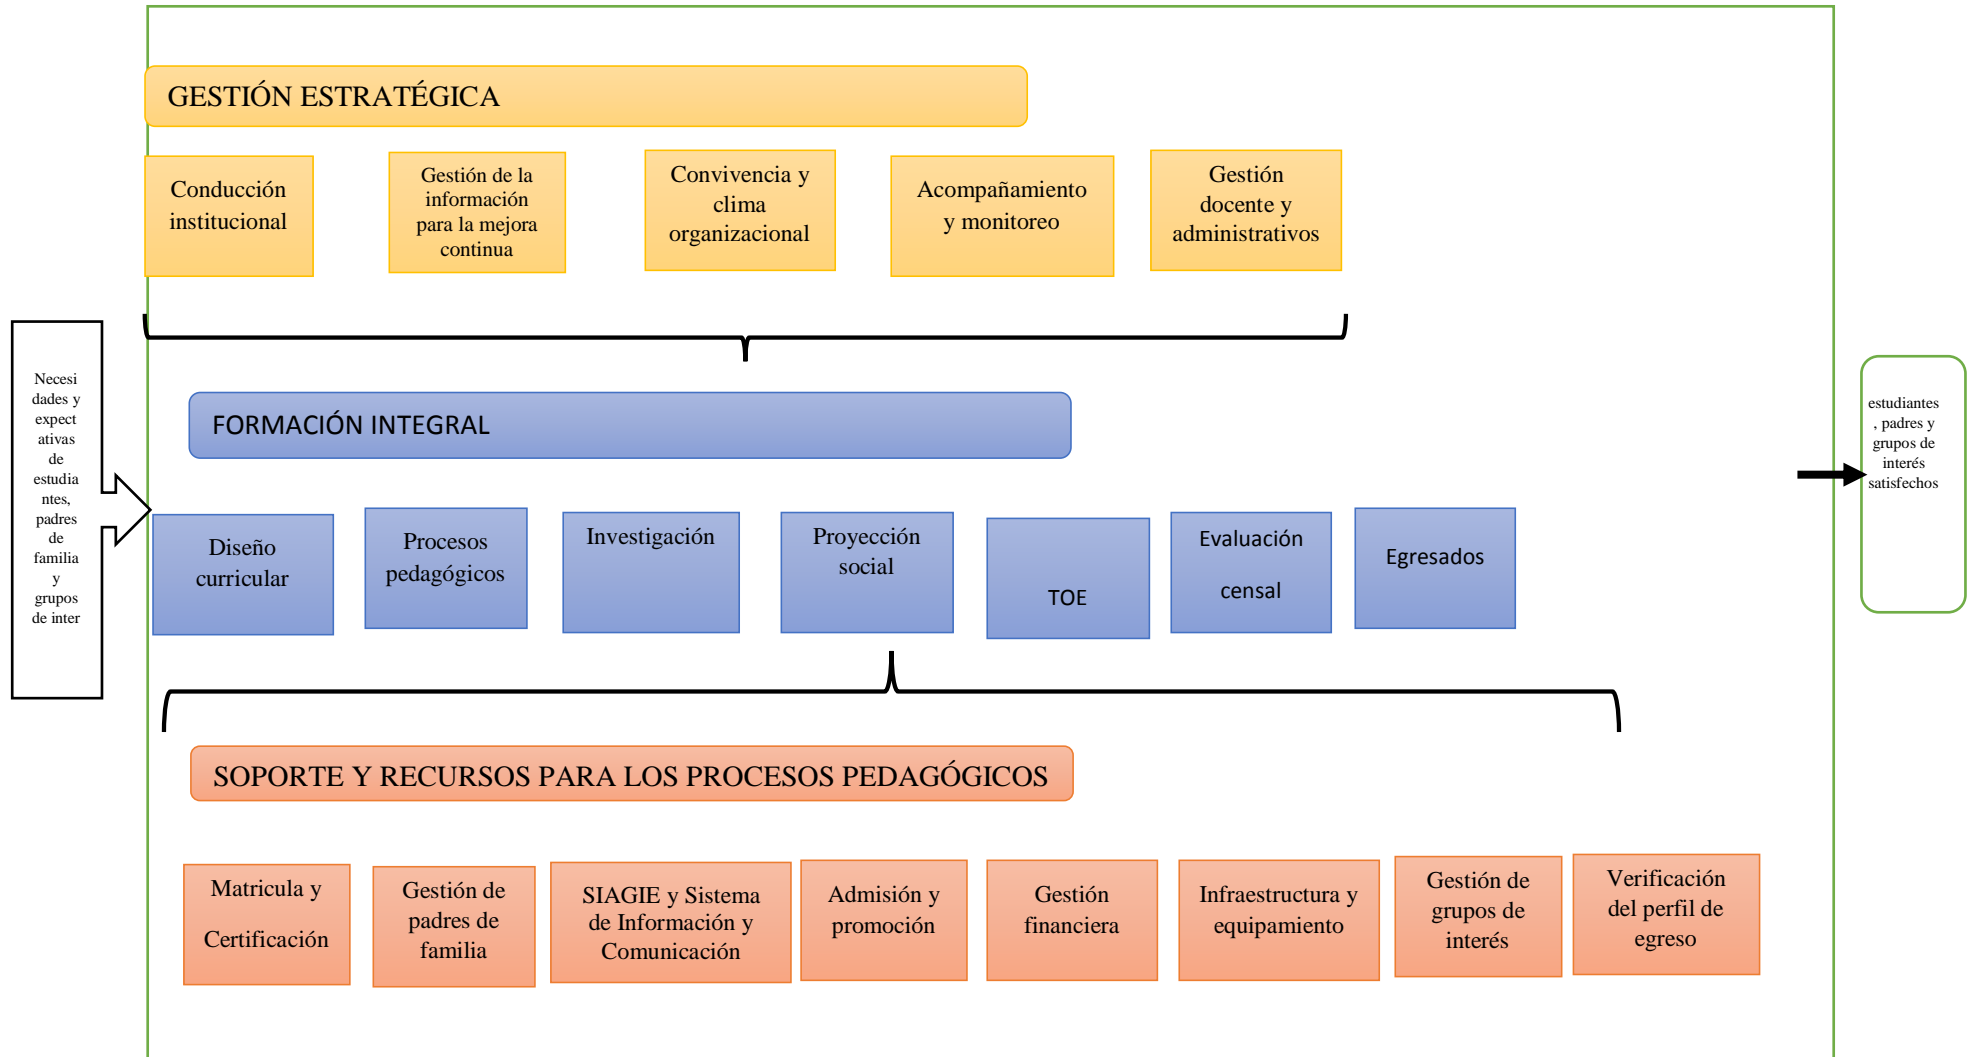 GESTIÓN ESTRATÉGICA
Conducción
institucional
Gestión de la
información
para la mejora
continua
Convivencia y
clima
organizacional
Acompañamiento
y monitoreo
Gestión
docente y
administrativos
Necesi
dades y
expect
ativas
de
estudia
ntes,
padres
de
familia
y
grupos
de inter
FORMACIÓN INTEGRAL
Diseño
curricular
Procesos
pedagógicos
Investigación
Proyección
social
TOE
Evaluación
censal
Egresados
estudiantes
, padres y
grupos de
interés
satisfechos
SOPORTE Y RECURSOS PARA LOS PROCESOS PEDAGÓGICOS
Matricula y
Certificación
Gestión de
padres de
familia
SIAGIE y Sistema
de Información y
Comunicación
Admisión y
promoción
Gestión
financiera
Infraestructura y
equipamiento
Gestión de
grupos de
interés
Verificación
del perfil de
egreso